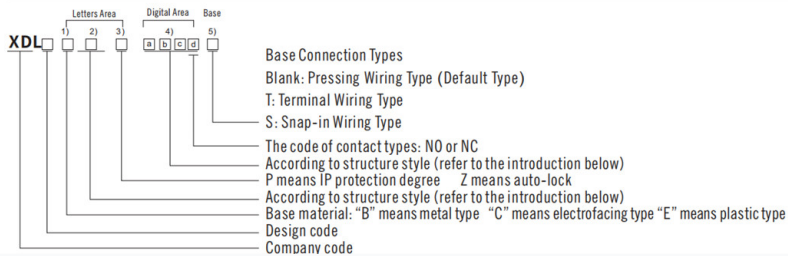 Letters Area Digital Area Base
1) 2) 3) 4) 5)
XDL a b c d
Base Connection Types
Blank: Pressing Wiring Type (Default Type)
T: Terminal Wiring Type
S: Snap-in Wiring Type
The code of contact types: NO or NC
According to structure style (refer to the introduction below)
P means IP protection degree Z means auto-lock
According to structure style (refer to the introduction below)
Base material: “B” means metal type “C” means electrofacing type “E” means plastic type
Design code
Company code